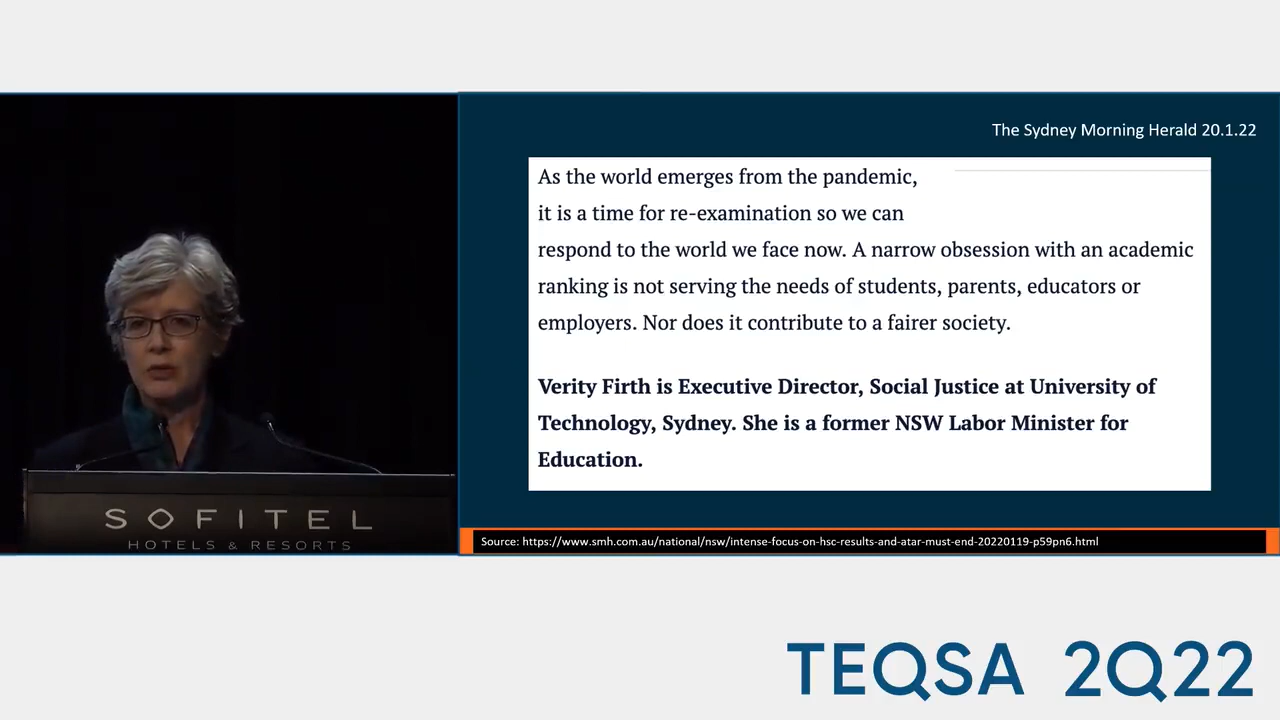 The Sydney Morning Herald 20.1.22
As the world emerges from the pandemic,
it is a time for re-examination so we can
respond to the world we face now. A narrow obsession with an academic
ranking is not serving the needs of students, parents, educators or
employers. Nor does it contribute to a fairer society.
Verity Firth is Executive Director, Social Justice at University of
Technology, Sydney. She is a former NSW Labor Minister for
Education.
Source: https://www.smh.com.au/national/nsw/intense-focus-on-hsc-results-and-atar-must-end-20220119-p59pn6.html
SOFITEL
HOTELS & RESORTS
TEQSA 2Q22